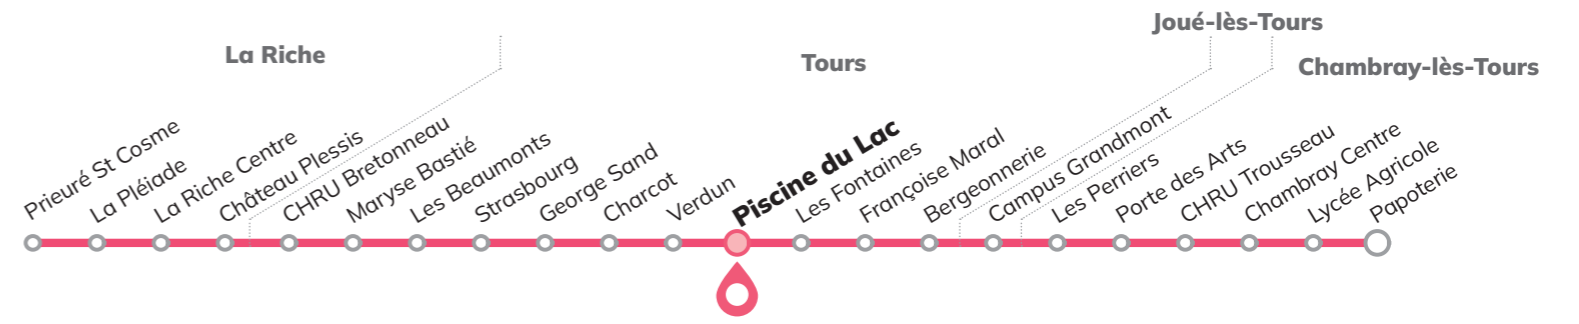 La Riche
Tours
Joué-lès-Tours
Chambray-lès-Tours
Prieuré St Cosme
La Pléiade
La Riche Centre
Château Plessis
CHRU Bretonneau
Maryse Bastié
Les Beaumonts
Strasbourg
George Sand
Charcot
Verdun
Piscine du Lac
Les Fontaines
Françoise Maral
Bergeonnerie
Campus Grandmont
Les Perriers
Porte des Arts
CHRU Trousseau
Chambray Centre
Lycée Agricole
Papoterie